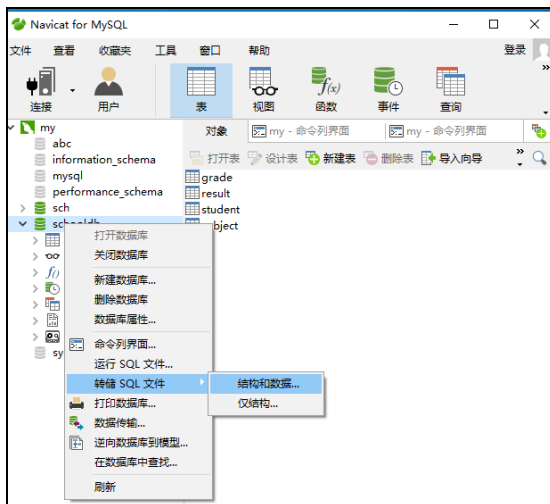 Navicat for MySQL
文件 查看 收藏夹 工具 窗口 帮助 登录
连接 用户 表 视图 f(x) 函数 事件 查询
my
abc
information_schema
mysql
performance_schema
sch
对象 my - 命令列界面 my - 命令列界面
打开表 设计表 新建表 删除表 导入向导
grade
result
student
打开数据库
关闭数据库
新建数据库...
删除数据库
数据库属性...
命令列界面...
运行 SQL 文件...
转储 SQL 文件
打印数据库...
数据传输...
逆向数据库到模型...
在数据库中查找...
刷新
结构和数据...
仅结构...